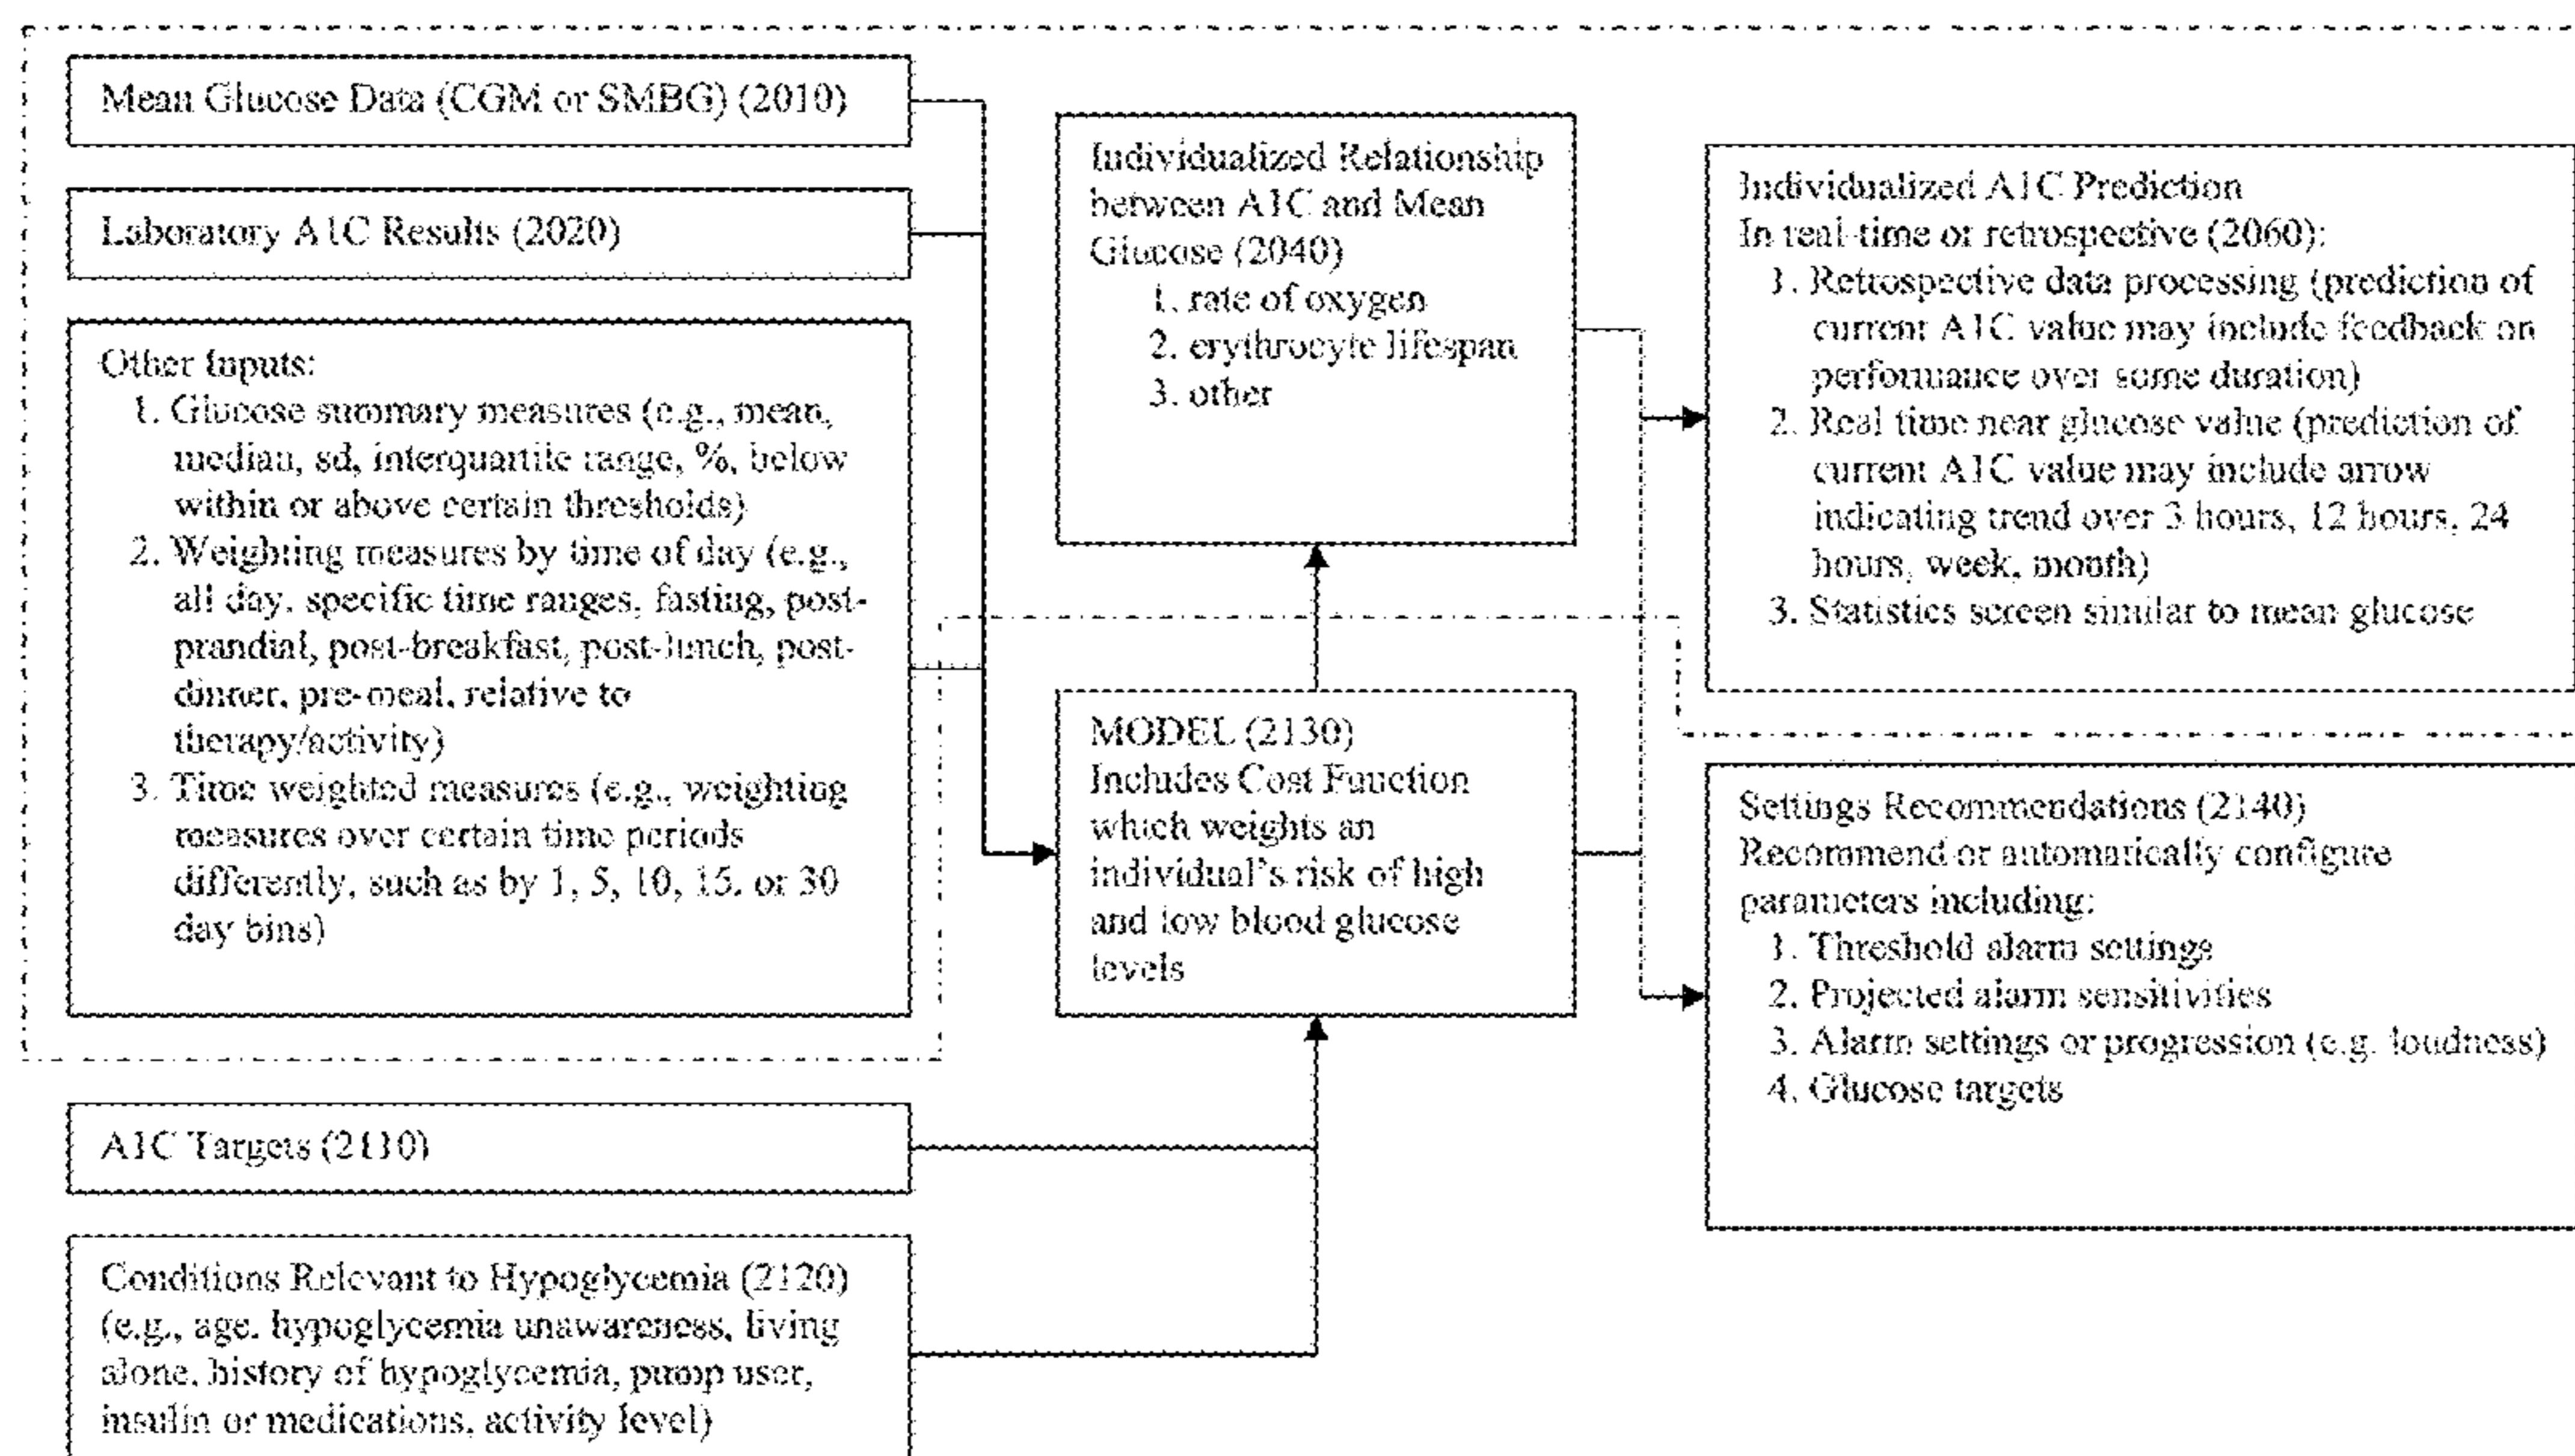 Mean Glucose Data (CGM or SMBG) (2010)
Laboratory A1C Results (2020)
Other Inputs:
1. Glucose summary measures (e.g., mean,
median, sd, interquartile range, %, below
within or above certain thresholds)
2. Weighting measures by time of day (e.g.,
all day, specific time ranges, fasting, post-
prandial, post-breakfast, post-lunch, post-
dinner, pre-meal, relative to
therapy/activity)
3. Time weighted measures (e.g., weighting
measures over certain time periods
differently, such as by 1, 5, 10, 15, or 30
day bins)
A1C Targets (2110)
Conditions Relevant to Hypoglycemia (2120)
(e.g., age, hypoglycemia unawareness, living
alone, history of hypoglycemia, pump user,
insulin or medications, activity level)
Individualized Relationship
between A1C and Mean
Glucose (2040)
1. rate of oxygen
2. erythrocyte lifespan
3. other
MODEL (2130)
Includes Cost Function
which weights an
individual's risk of high
and low blood glucose
levels
Individualized A1C Prediction
In real-time or retrospective (2060):
1. Retrospective data processing (prediction of
current A1C value may include feedback on
performance over some duration)
2. Real time near glucose value (prediction of
current A1C value may include arrow
indicating trend over 3 hours, 12 hours, 24
hours, week, month)
3. Statistics screen similar to mean glucose
Settings Recommendations (2140)
Recommend or automatically configure
parameters including:
1. Threshold alarm settings
2. Projected alarm sensitivities
3. Alarm settings or progression (e.g. loudness)
4. Glucose targets